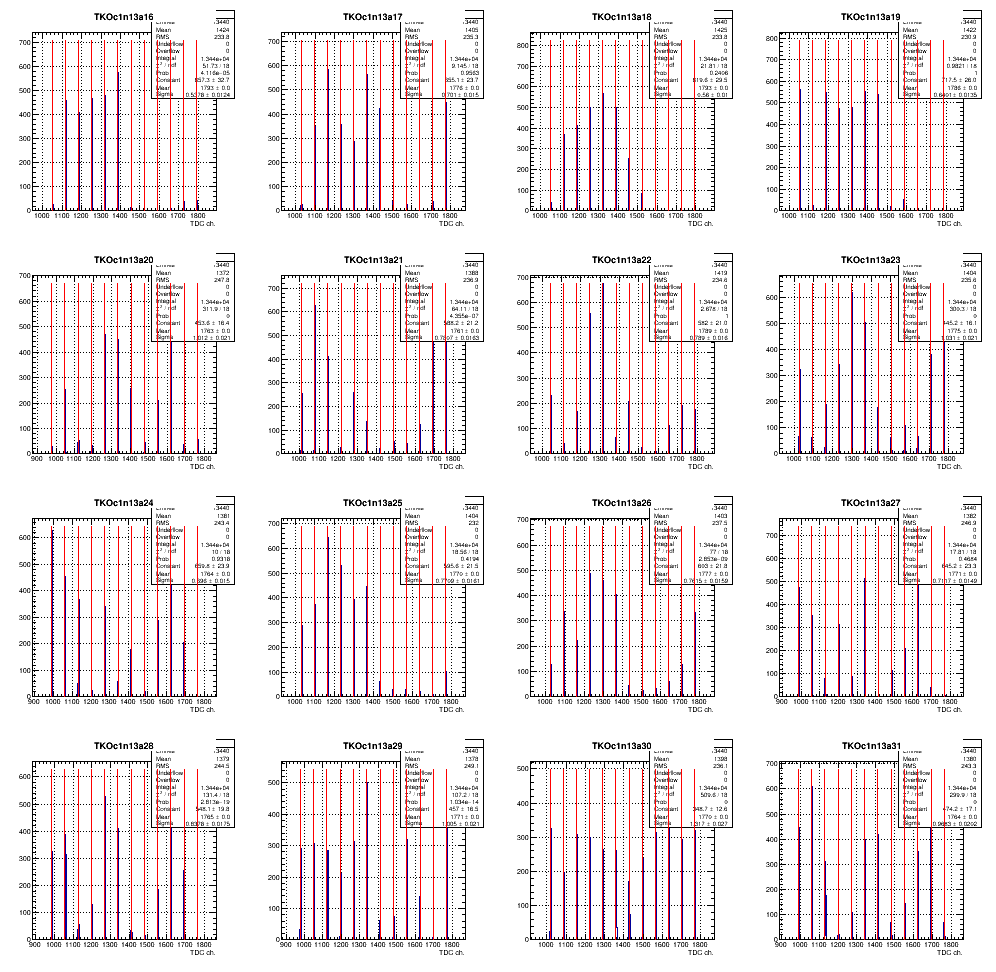 TKOc1n13a16
3440
Mean 1424
RMS 233.8
Underflow 0
Overflow 0
Integral 1.344e+04
χ² / ndf 51.73 / 18
Prob 4.116e-05
Mean 1793 ± 0.0
TDC ch.
TKOc1n13a17
3440
Mean 1405
RMS 235.3
Underflow 0
Overflow 0
Integral 1.344e+04
χ² / ndf 9.145 / 18
Prob 0.9563
Constant 655.1 ± 23.7
Mean 1776 ± 0.0
Sigma 0.701 ± 0.015
TDC ch.
TKOc1n13a18
3440
Mean 1425
RMS 233.8
Underflow 0
Overflow 0
Integral 1.344e+04
χ² / ndf 21.81 / 18
Prob 0.2406
Constant 819.6 ± 29.5
Mean 1793 ± 0.0
Sigma 0.56 ± 0.01
TDC ch.
TKOc1n13a19
3440
Mean 1422
RMS 230.9
Underflow 0
Overflow 0
Integral 1.344e+04
χ² / ndf 0.9821 / 18
Prob 1
Constant 717.5 ± 26.0
Mean 1786 ± 0.0
Sigma 0.6401 ± 0.0135
TDC ch.
TKOc1n13a20
3440
Mean 1372
RMS 247.8
Underflow 0
Overflow 0
Integral 1.344e+04
χ² / ndf 311.9 / 18
Prob 0
Constant 453.6 ± 16.4
Mean 1763 ± 0.0
Sigma 1.012 ± 0.021
TDC ch.
TKOc1n13a21
3440
Mean 1388
RMS 236.9
Underflow 0
Overflow 0
Integral 1.344e+04
χ² / ndf 64.11 / 18
Prob 4.355e-07
Constant 588.2 ± 21.2
Mean 1761 ± 0.0
TDC ch.
TKOc1n13a22
3440
Mean 1419
RMS 234.6
Underflow 0
Overflow 0
Integral 1.344e+04
χ² / ndf 2.678 / 18
Prob 1
Constant 582 ± 21.0
Mean 1789 ± 0.0
Sigma 0.789 ± 0.016
TDC ch.
TKOc1n13a23
3440
Mean 1404
RMS 235.6
Underflow 0
Overflow 0
Integral 1.344e+04
χ² / ndf 300.3 / 18
Prob 0
Constant 445.2 ± 16.1
Mean 1775 ± 0.0
Sigma 1.031 ± 0.021
TDC ch.
TKOc1n13a24
3440
Mean 1381
RMS 243.4
Underflow 0
Overflow 0
Integral 1.344e+04
χ² / ndf 10 / 18
Prob 0.9318
Constant 659.8 ± 23.9
Mean 1764 ± 0.0
Sigma 0.696 ± 0.015
TDC ch.
TKOc1n13a25
3440
Mean 1404
RMS 232
Underflow 0
Overflow 0
Integral 1.344e+04
χ² / ndf 18.56 / 18
Prob 0.4194
Constant 595.6 ± 21.5
Mean 1770 ± 0.0
Sigma 0.7709 ± 0.0161
TDC ch.
TKOc1n13a26
3440
Mean 1403
RMS 237.5
Underflow 0
Overflow 0
Integral 1.344e+04
χ² / ndf 77 / 18
Prob 2.853e-09
Constant 603 ± 21.8
Mean 1777 ± 0.0
Sigma 0.7615 ± 0.0159
TDC ch.
TKOc1n13a27
3440
Mean 1382
RMS 246.9
Underflow 0
Overflow 0
Integral 1.344e+04
χ² / ndf 17.81 / 18
Prob 0.4684
Constant 645.2 ± 23.3
Mean 1771 ± 0.0
TDC ch.
TKOc1n13a28
3440
Mean 1379
RMS 244.5
Underflow 0
Overflow 0
Integral 1.344e+04
χ² / ndf 131.4 / 18
Prob 2.813e-19
Constant 548.1 ± 19.8
Mean 1765 ± 0.0
Sigma 0.8378 ± 0.0175
TDC ch.
TKOc1n13a29
3440
Mean 1378
RMS 249.1
Underflow 0
Overflow 0
Integral 1.344e+04
χ² / ndf 107.2 / 18
Prob 1.034e-14
Constant 457 ± 16.5
Mean 1771 ± 0.0
Sigma 1.005 ± 0.021
TDC ch.
TKOc1n13a30
3440
Mean 1398
RMS 236.1
Underflow 0
Overflow 0
Integral 1.344e+04
χ² / ndf 509.6 / 18
Prob 0
Constant 348.7 ± 12.6
Mean 1770 ± 0.0
Sigma 1.317 ± 0.027
TDC ch.
TKOc1n13a31
3440
Mean 1380
RMS 243.3
Underflow 0
Overflow 0
Integral 1.344e+04
χ² / ndf 299.9 / 18
Prob 0
Constant 474.2 ± 17.1
Mean 1764 ± 0.0
Sigma 0.9683 ± 0.0202
TDC ch.